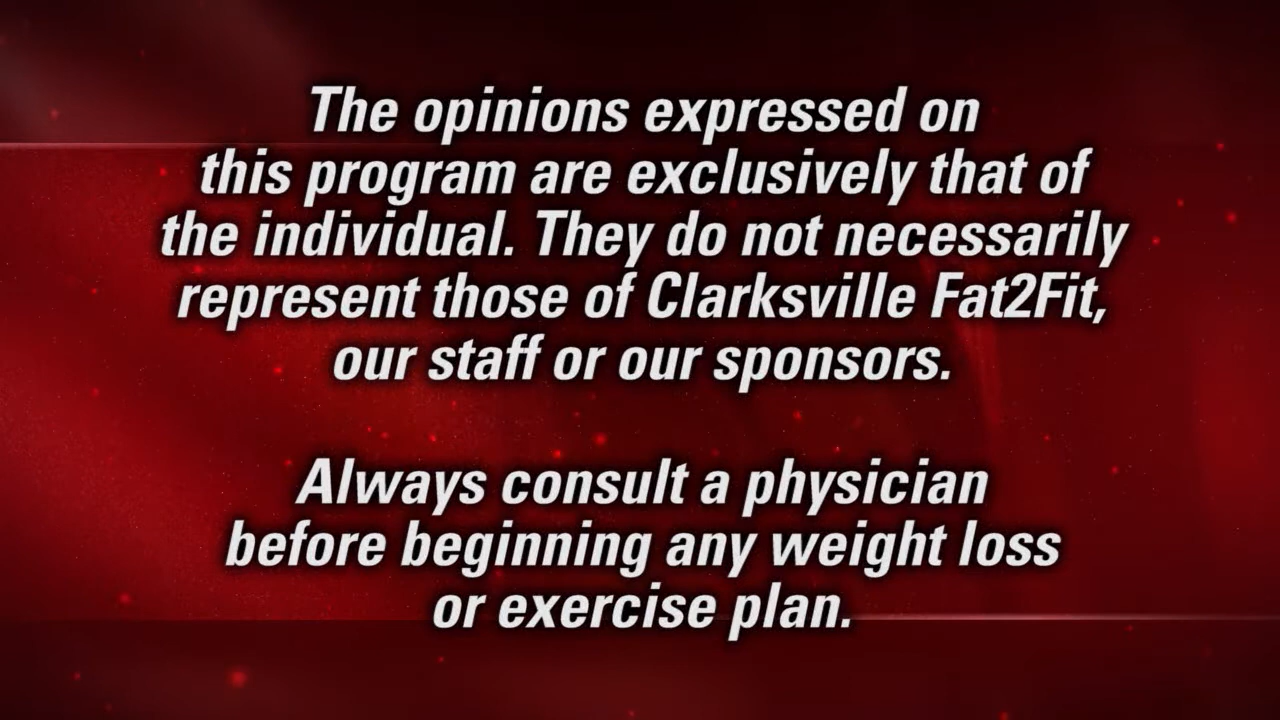 The opinions expressed on
this program are exclusively that of
the individual. They do not necessarily
represent those of Clarksville Fat2Fit,
our staff or our sponsors.
Always consult a physician
before beginning any weight loss
or exercise plan.